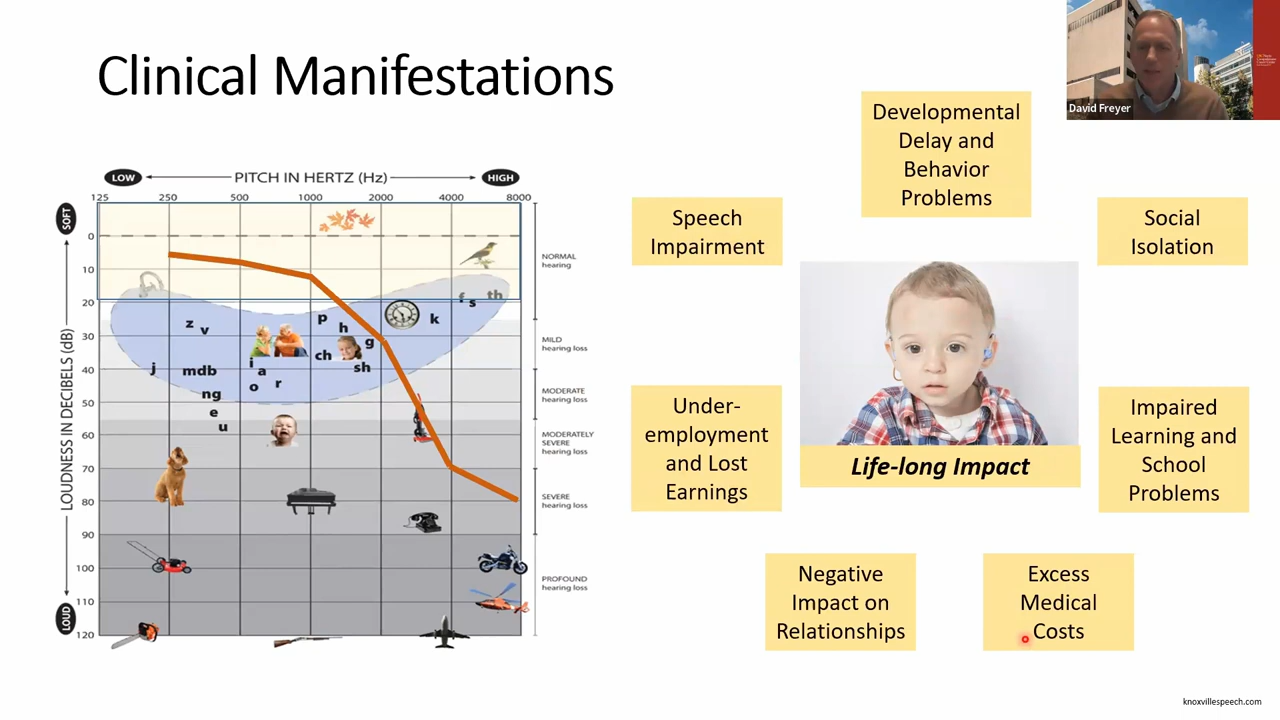 Clinical Manifestations
David Freyer
LOW
PITCH IN HERTZ (Hz)
HIGH
125 250 500 1000 2000 4000 8000
SOFT
LOUDNESS IN DECIBELS (dB)
LOUD
0
10
20
30
40
50
60
70
80
90
100
110
120
f s th
z v
p h k
g
ch sh
j mdb i a
o r
ng
e
u
NORMAL
hearing
MILD
hearing loss
MODERATE
hearing loss
MODERATELY
SEVERE
hearing loss
SEVERE
hearing loss
PROFOUND
hearing loss
Developmental
Delay and
Behavior
Problems
Speech
Impairment
Social
Isolation
Under-
employment
and Lost
Earnings
Life-long Impact
Impaired
Learning and
School
Problems
Negative
Impact on
Relationships
Excess
Medical
Costs
knoxvillespeech.com